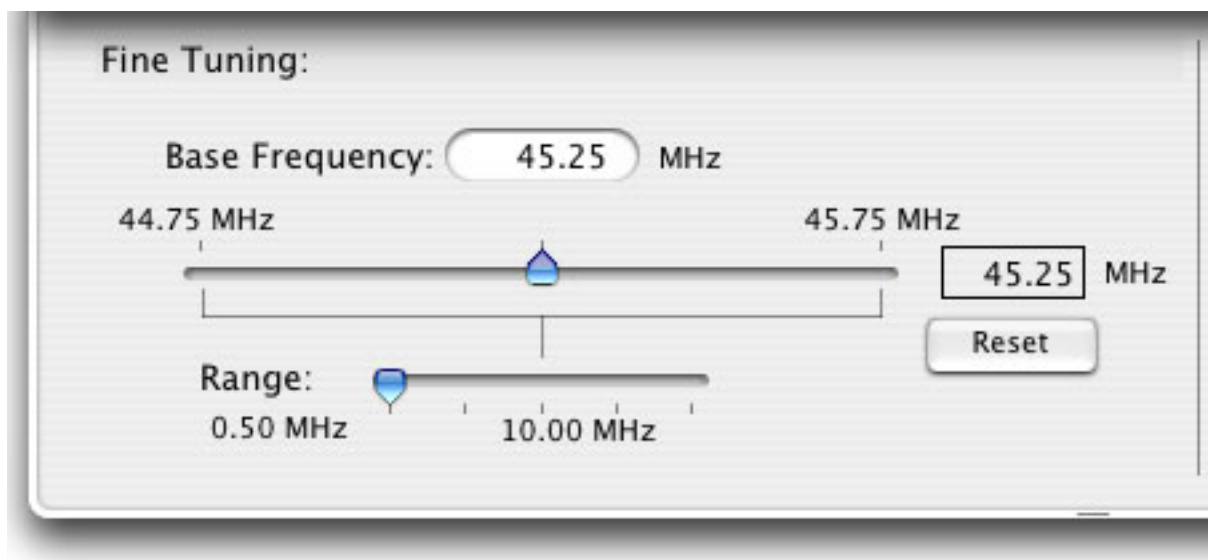 Fine Tuning:
Base Frequency: 45.25 MHz
44.75 MHz 45.75 MHz
45.25 MHz
Reset
Range:
0.50 MHz 10.00 MHz